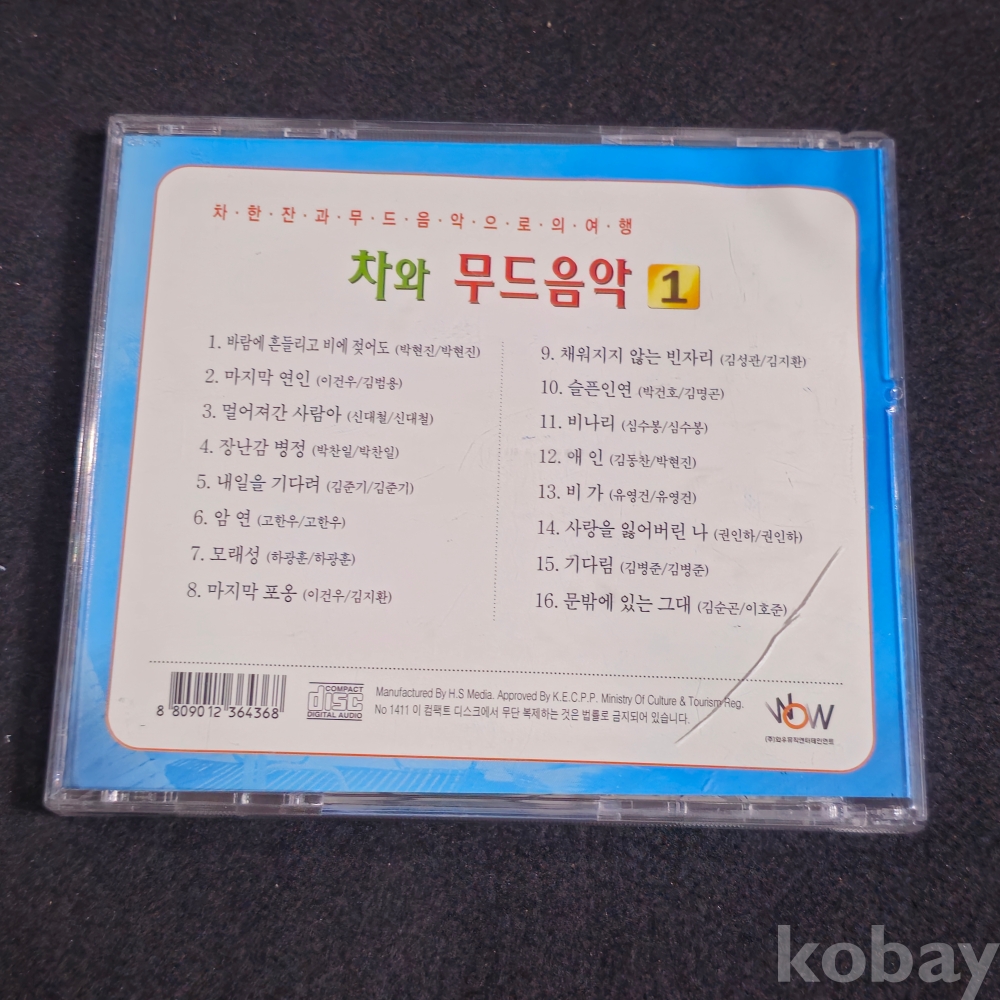 차·한·잔·과·무·드·음·악·으·로·의·여·행
차와 무드음악 1
1. 바람에 흔들리고 비에 젖어도 (박현진/박현진)
2. 마지막 연인 (이건우/김범용)
3. 멀어져간 사람아 (신대철/신대철)
4. 장난감 병정 (박찬일/박찬일)
5. 내일을 기다려 (김준기/김준기)
6. 암 연 (고한우/고한우)
7. 모래성 (하광훈/하광훈)
8. 마지막 포옹 (이건우/김지환)
9. 채워지지 않는 빈자리 (김성관/김지환)
10. 슬픈인연 (박건호/김명곤)
11. 비나리 (심수봉/심수봉)
12. 애 인 (김동찬/박현진)
13. 비 가 (유영건/유영건)
14. 사랑을 잃어버린 나 (권인하/권인하)
15. 기다림 (김병준/김병준)
16. 문밖에 있는 그대 (김순곤/이호준)
8 809012 364368
COMPACT
disc
DIGITAL AUDIO
Manufactured By H.S Media. Approved By K.E.C.P.P. Ministry Of Culture & Tourism Reg.
No 1411 이 컴팩트 디스크에서 무단 복제하는 것은 법률로 금지되어 있습니다.
kobay